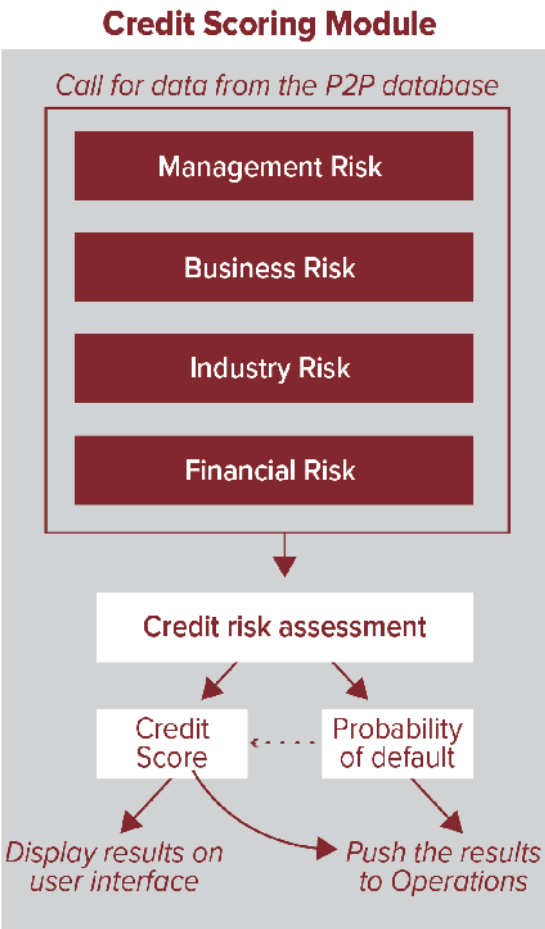 Credit Scoring Module
Call for data from the P2P database
Management Risk
Business Risk
Industry Risk
Financial Risk
Credit risk assessment
Credit
Score
Probability
of default
Display results on
user interface
Push the results
to Operations